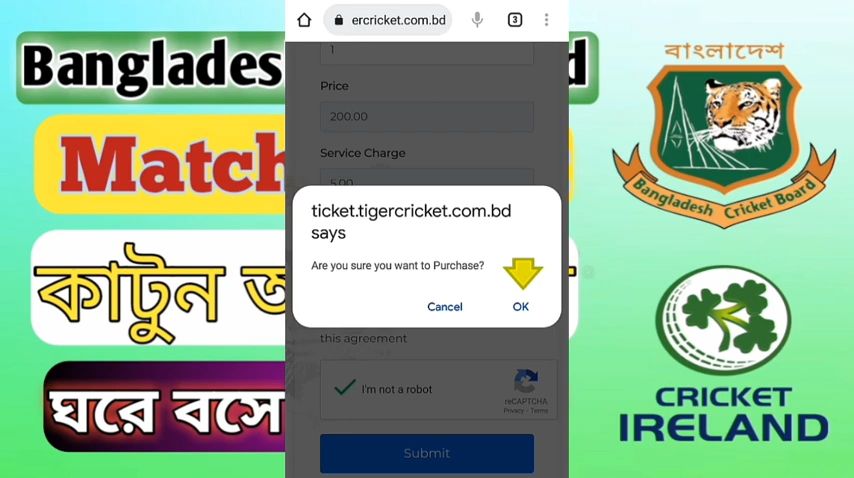 ercricket.com.bd
3
1
Price
200.00
Service Charge
5.00
ticket.tigercricket.com.bd
says
Are you sure you want to Purchase?
Cancel
OK
this agreement
I'm not a robot
reCAPTCHA
Privacy - Terms
Submit
Banglades
d
Match
কাটুন
ঘরে বসে
বাংলাদেশ
Bangladesh Cricket Board
CRICKET
IRELAND